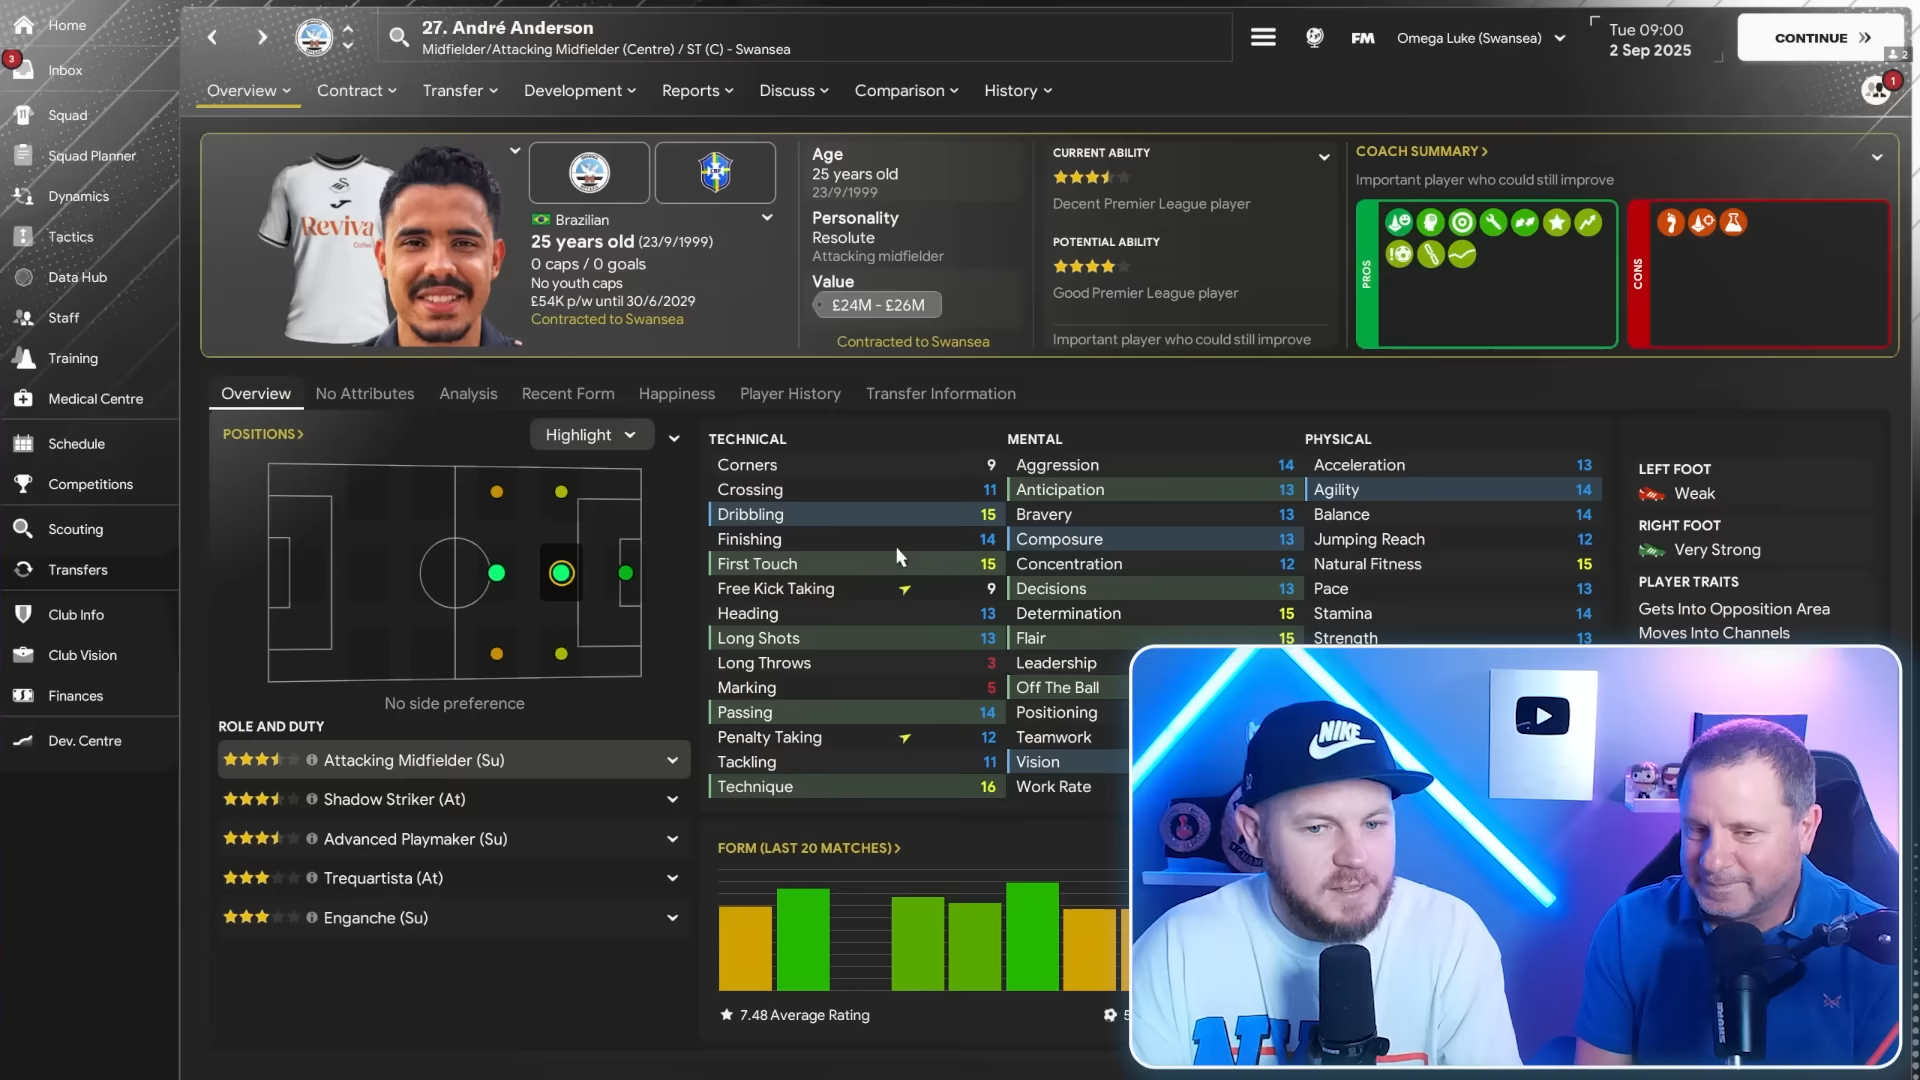 Home
3
Inbox
Squad
Squad Planner
Dynamics
Tactics
Data Hub
Staff
Training
Medical Centre
Schedule
Competitions
Scouting
Transfers
Club Info
Club Vision
Finances
Dev. Centre
27. André Anderson
Midfielder/Attacking Midfielder (Centre) / ST (C) - Swansea
FM
Omega Luke (Swansea)
Tue 09:00
2 Sep 2025
CONTINUE
2
1
Overview
Contract
Transfer
Development
Reports
Discuss
Comparison
History
Reviva
Coffee
CBF
Brazilian
25 years old (23/9/1999)
0 caps / 0 goals
No youth caps
£54K p/w until 30/6/2029
Contracted to Swansea
Age
25 years old
23/9/1999
Personality
Resolute
Attacking midfielder
Value
£24M - £26M
Contracted to Swansea
CURRENT ABILITY
Decent Premier League player
POTENTIAL ABILITY
Good Premier League player
Important player who could still improve
COACH SUMMARY
Important player who could still improve
PROS
CONS
Overview
No Attributes
Analysis
Recent Form
Happiness
Player History
Transfer Information
POSITIONS
Highlight
No side preference
ROLE AND DUTY
Attacking Midfielder (Su)
Shadow Striker (At)
Advanced Playmaker (Su)
Trequartista (At)
Enganche (Su)
TECHNICAL
Corners 9
Crossing 11
Dribbling 15
Finishing 14
First Touch 15
Free Kick Taking 9
Heading 13
Long Shots 13
Long Throws 3
Marking 5
Passing 14
Penalty Taking 12
Tackling 11
Technique 16
MENTAL
Aggression 14
Anticipation 13
Bravery 13
Composure 13
Concentration 12
Decisions 13
Determination 15
Flair 15
Leadership
Off The Ball
Positioning
Teamwork
Vision
Work Rate
PHYSICAL
Acceleration 13
Agility 14
Balance 14
Jumping Reach 12
Natural Fitness 15
Pace 13
Stamina 14
Strength 13
LEFT FOOT
Weak
RIGHT FOOT
Very Strong
PLAYER TRAITS
Gets Into Opposition Area
Moves Into Channels
FORM (LAST 20 MATCHES)
7.48 Average Rating
5
NIKE
SHURE